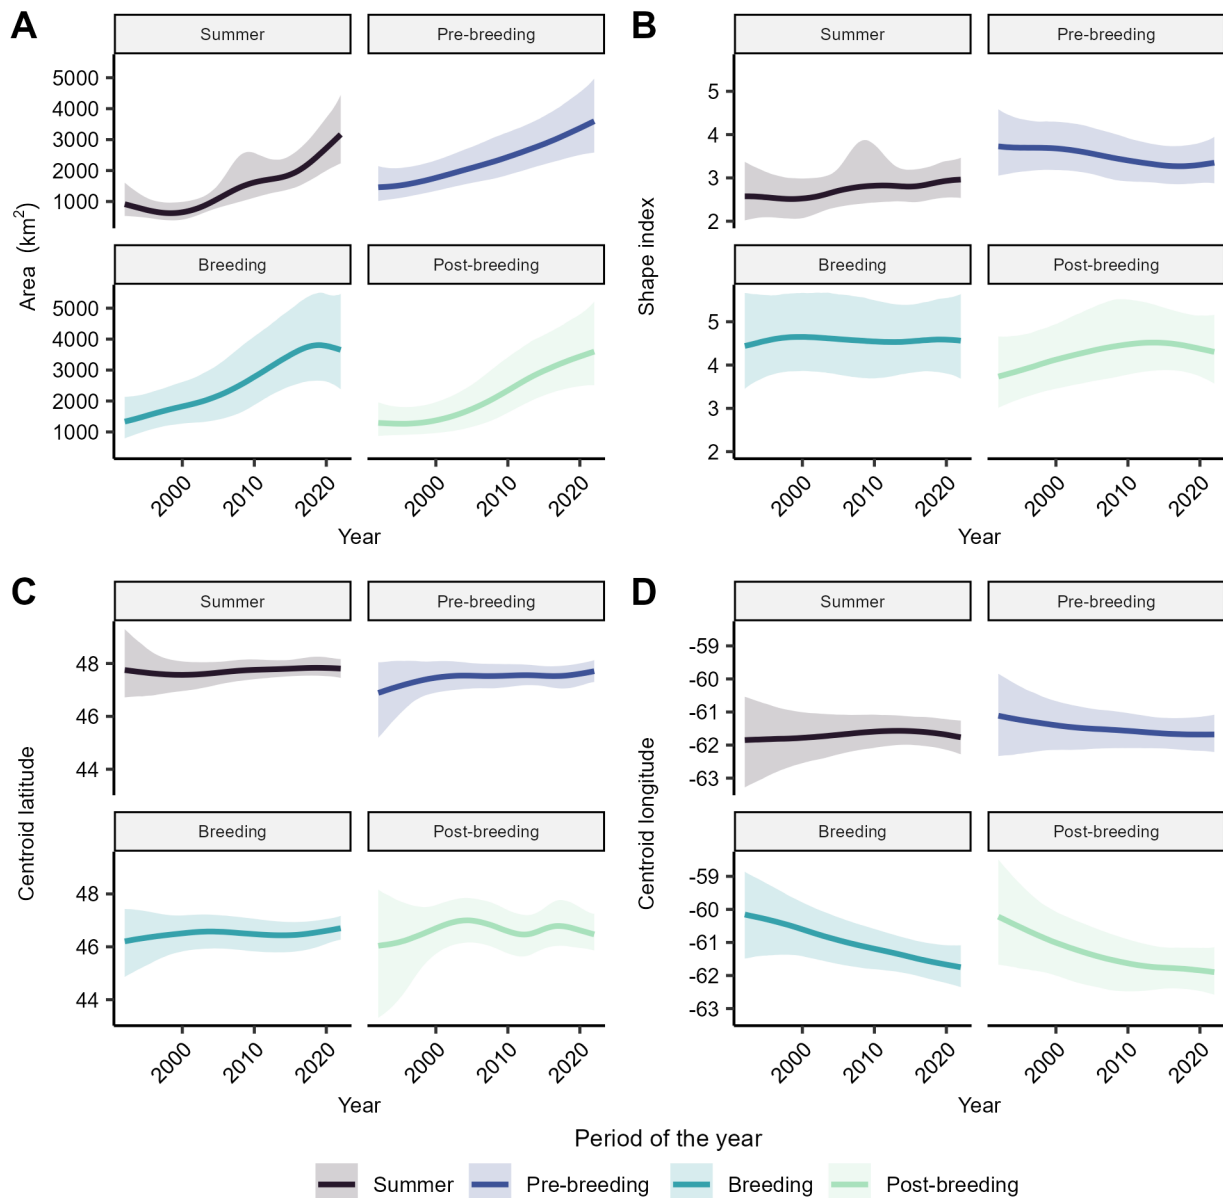 A
Summer
Pre-breeding
5000
4000
3000
2000
1000
Breeding
Post-breeding
5000
4000
3000
2000
1000
Area (km²)
2000
2010
2020
2000
2010
2020
Year
B
Summer
Pre-breeding
5
4
3
2
Breeding
Post-breeding
5
4
3
2
Shape index
2000
2010
2020
2000
2010
2020
Year
C
Summer
Pre-breeding
48
46
44
Breeding
Post-breeding
48
46
44
Centroid latitude
2000
2010
2020
2000
2010
2020
Year
D
Summer
Pre-breeding
-59
-60
-61
-62
-63
Breeding
Post-breeding
-59
-60
-61
-62
-63
Centroid longitude
2000
2010
2020
2000
2010
2020
Year
Period of the year
Summer
Pre-breeding
Breeding
Post-breeding